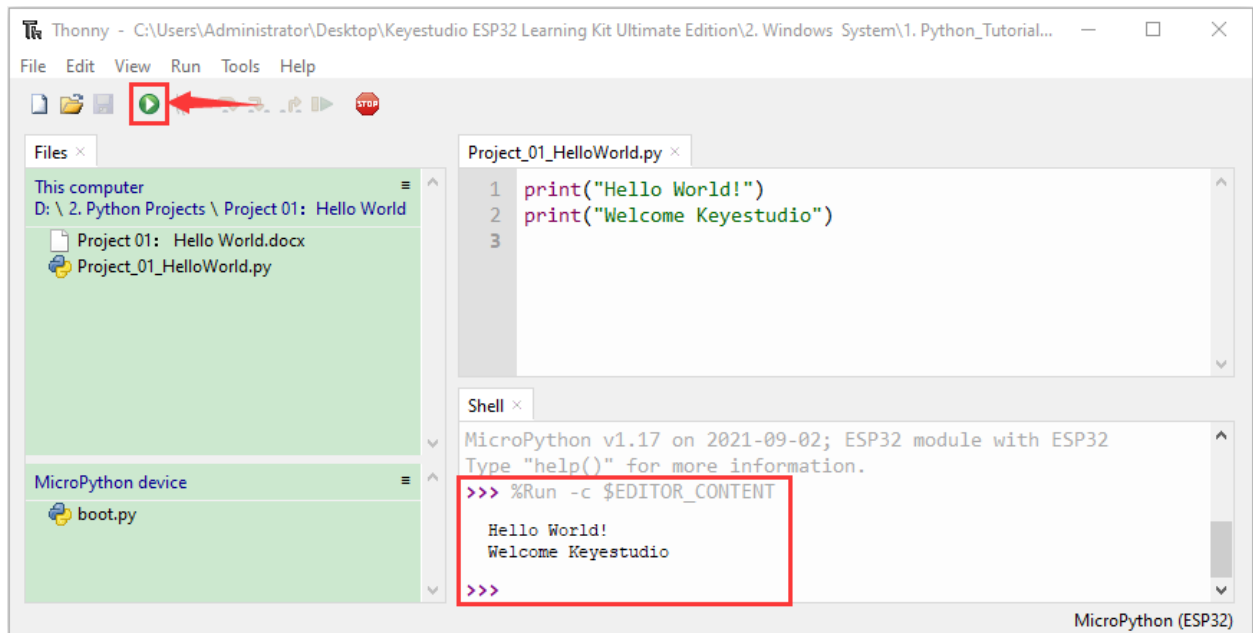 Thonny - C:\Users\Administrator\Desktop\Keyestudio ESP32 Learning Kit Ultimate Edition\2. Windows System\1. Python_Tutorial...
File Edit View Run Tools Help
STOP
Files
This computer
D: \ 2. Python Projects \ Project 01: Hello World
Project 01: Hello World.docx
Project_01_HelloWorld.py
MicroPython device
boot.py
Project_01_HelloWorld.py
1 print("Hello World!")
2 print("Welcome Keyestudio")
3
Shell
MicroPython v1.17 on 2021-09-02; ESP32 module with ESP32
Type "help()" for more information.
>>> %Run -c $EDITOR_CONTENT
Hello World!
Welcome Keyestudio
>>>
MicroPython (ESP32)